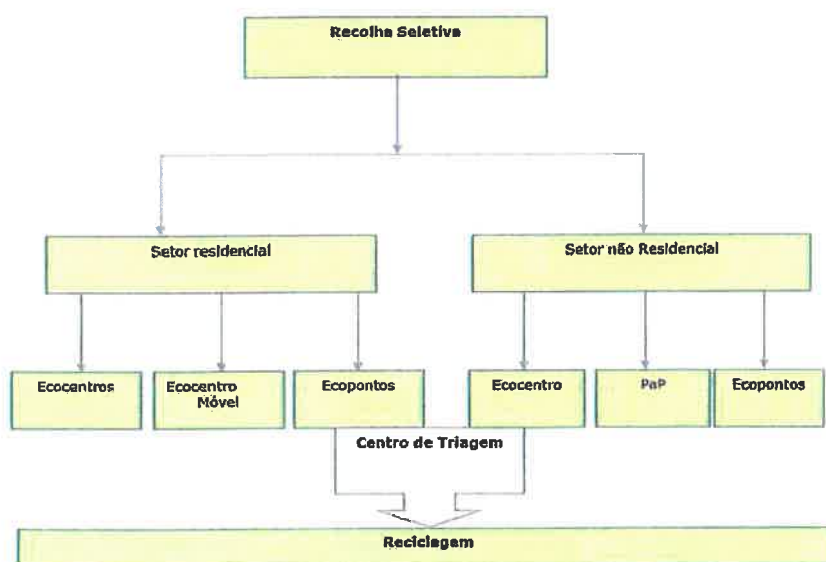 Recolha Seletiva
Setor residencial
Setor não Residencial
Ecocentros
Ecocentro
Móvel
Ecopontos
Ecocentro
PaP
Ecopontos
Centro de Triagem
Reciclagem